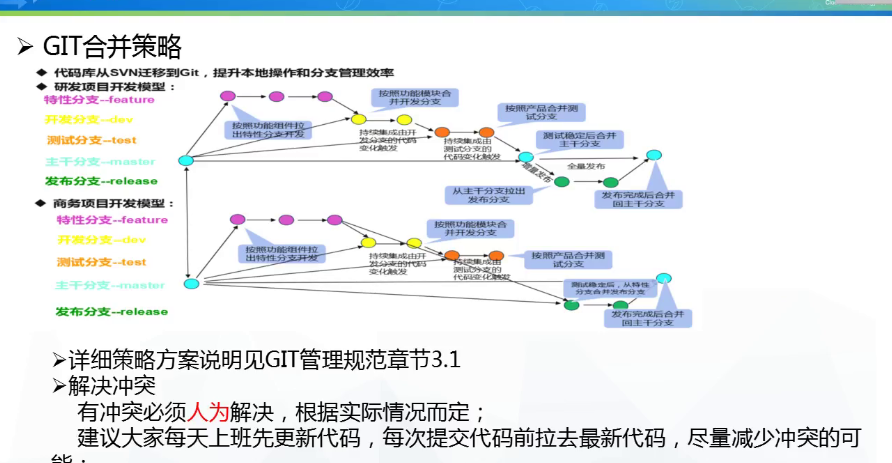 GIT合并策略
代码库从SVN迁移到Git，提升本地操作和分支管理效率
研发项目开发模型：
特性分支--feature
开发分支--dev
测试分支--test
主干分支--master
发布分支--release
按照功能组件拉
出特性分支开发
按照功能模块合
并开发分支
持续集成由开
发分支的代码
变化触发
按照产品合并测
试分支
持续集成由
测试分支的
代码变化触发
测试稳定后合并
主干分支
增量发布
全量发布
从主干分支拉出
发布分支
发布完成后合并
回主干分支
商务项目开发模型：
特性分支--feature
开发分支--dev
测试分支--test
主干分支--master
发布分支--release
按照功能组件拉
出特性分支开发
按照功能模块合
并开发分支
持续集成由开
发分支的代码
变化触发
持续集成由
测试分支的
代码变化触发
按照产品合并测
试分支
测试稳定后，从特性
分支合并发布分支
发布完成后合并
回主干分支
详细策略方案说明见GIT管理规范章节3.1
解决冲突
有冲突必须人为解决，根据实际情况而定；
建议大家每天上班先更新代码，每次提交代码前拉去最新代码，尽量减少冲突的可
能；